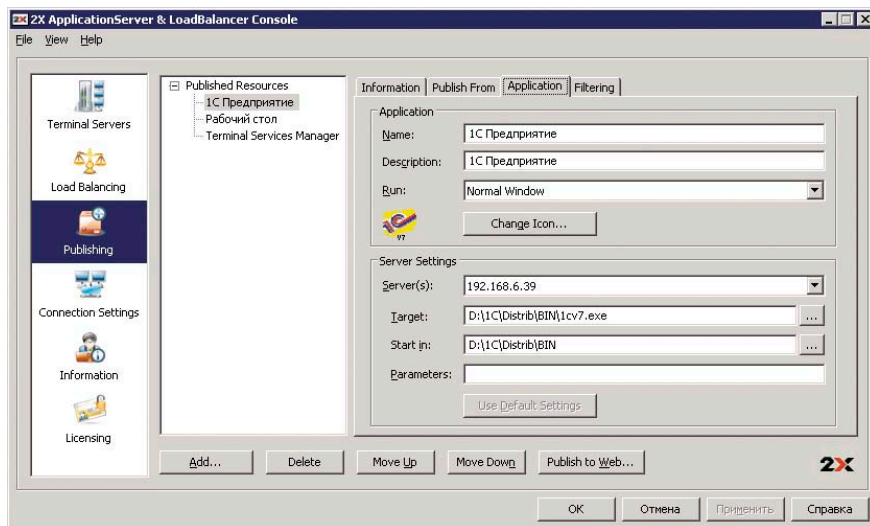 2X ApplicationServer & LoadBalancer Console
File View Help
Terminal Servers
Load Balancing
Publishing
Connection Settings
Information
Licensing
Published Resources
1С Предприятие
Рабочий стол
Terminal Services Manager
Information Publish From Application Filtering
Application
Name: 1С Предприятие
Description: 1С Предприятие
Run: Normal Window
V7
Change Icon...
Server Settings
Server(s): 192.168.6.39
Target: D:\1C\Distrib\BIN\1cv7.exe ...
Start in: D:\1C\Distrib\BIN ...
Parameters:
Use Default Settings
Add... Delete Move Up Move Down Publish to Web...
2X
OK Отмена Применить Справка